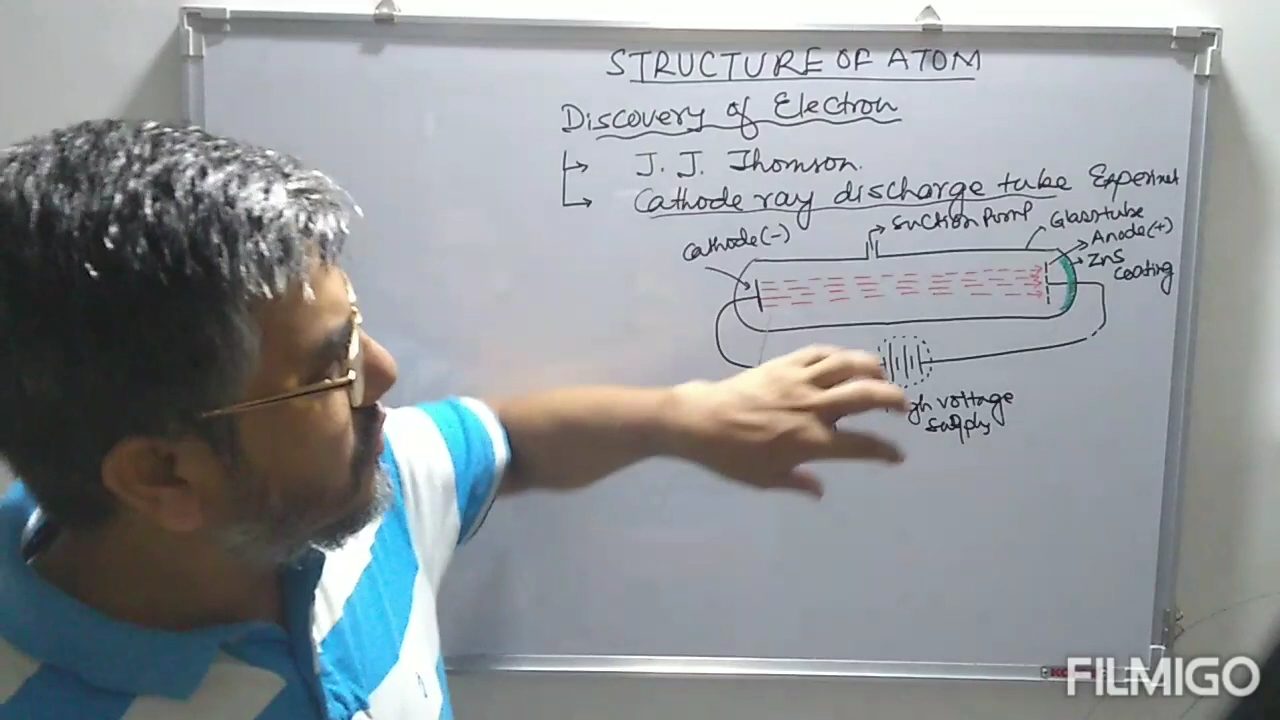 STRUCTURE OF ATOM
Discovery of Electron
J. J. Thomson.
Cathode ray discharge tube Experimet
Suction Pump
Glass tube
Cathode (-)
Anode (+)
ZnS
coating
voltage
supply
FILMIGO